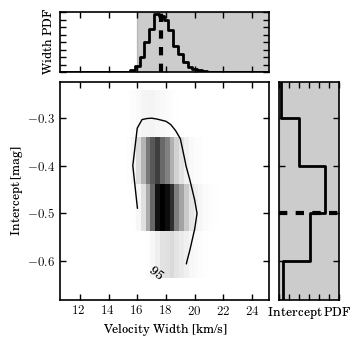 Width PDF
−0.3
−0.4
−0.5
−0.6
Intercept [mag]
95
12 14 16 18 20 22 24
Velocity Width [km/s]
Intercept PDF